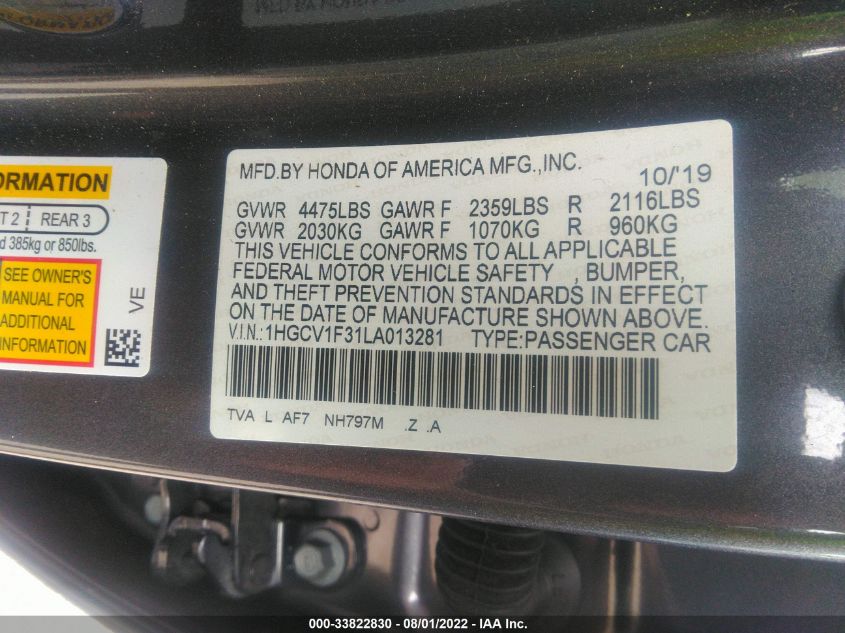 ORMATION
T 2 REAR 3
d 385kg or 850lbs.
SEE OWNER'S
MANUAL FOR
ADDITIONAL
INFORMATION
VE
MFD.BY HONDA OF AMERICA MFG.,INC. 10/'19
GVWR 4475LBS GAWR F 2359LBS R 2116LBS
GVWR 2030KG GAWR F 1070KG R 960KG
THIS VEHICLE CONFORMS TO ALL APPLICABLE
FEDERAL MOTOR VEHICLE SAFETY , BUMPER,
AND THEFT PREVENTION STANDARDS IN EFFECT
ON THE DATE OF MANUFACTURE SHOWN ABOVE.
V.I.N.:1HGCV1F31LA013281 TYPE:PASSENGER CAR
TVA L AF7 NH797M .Z .A
000-33822830 - 08/01/2022 - IAA Inc.